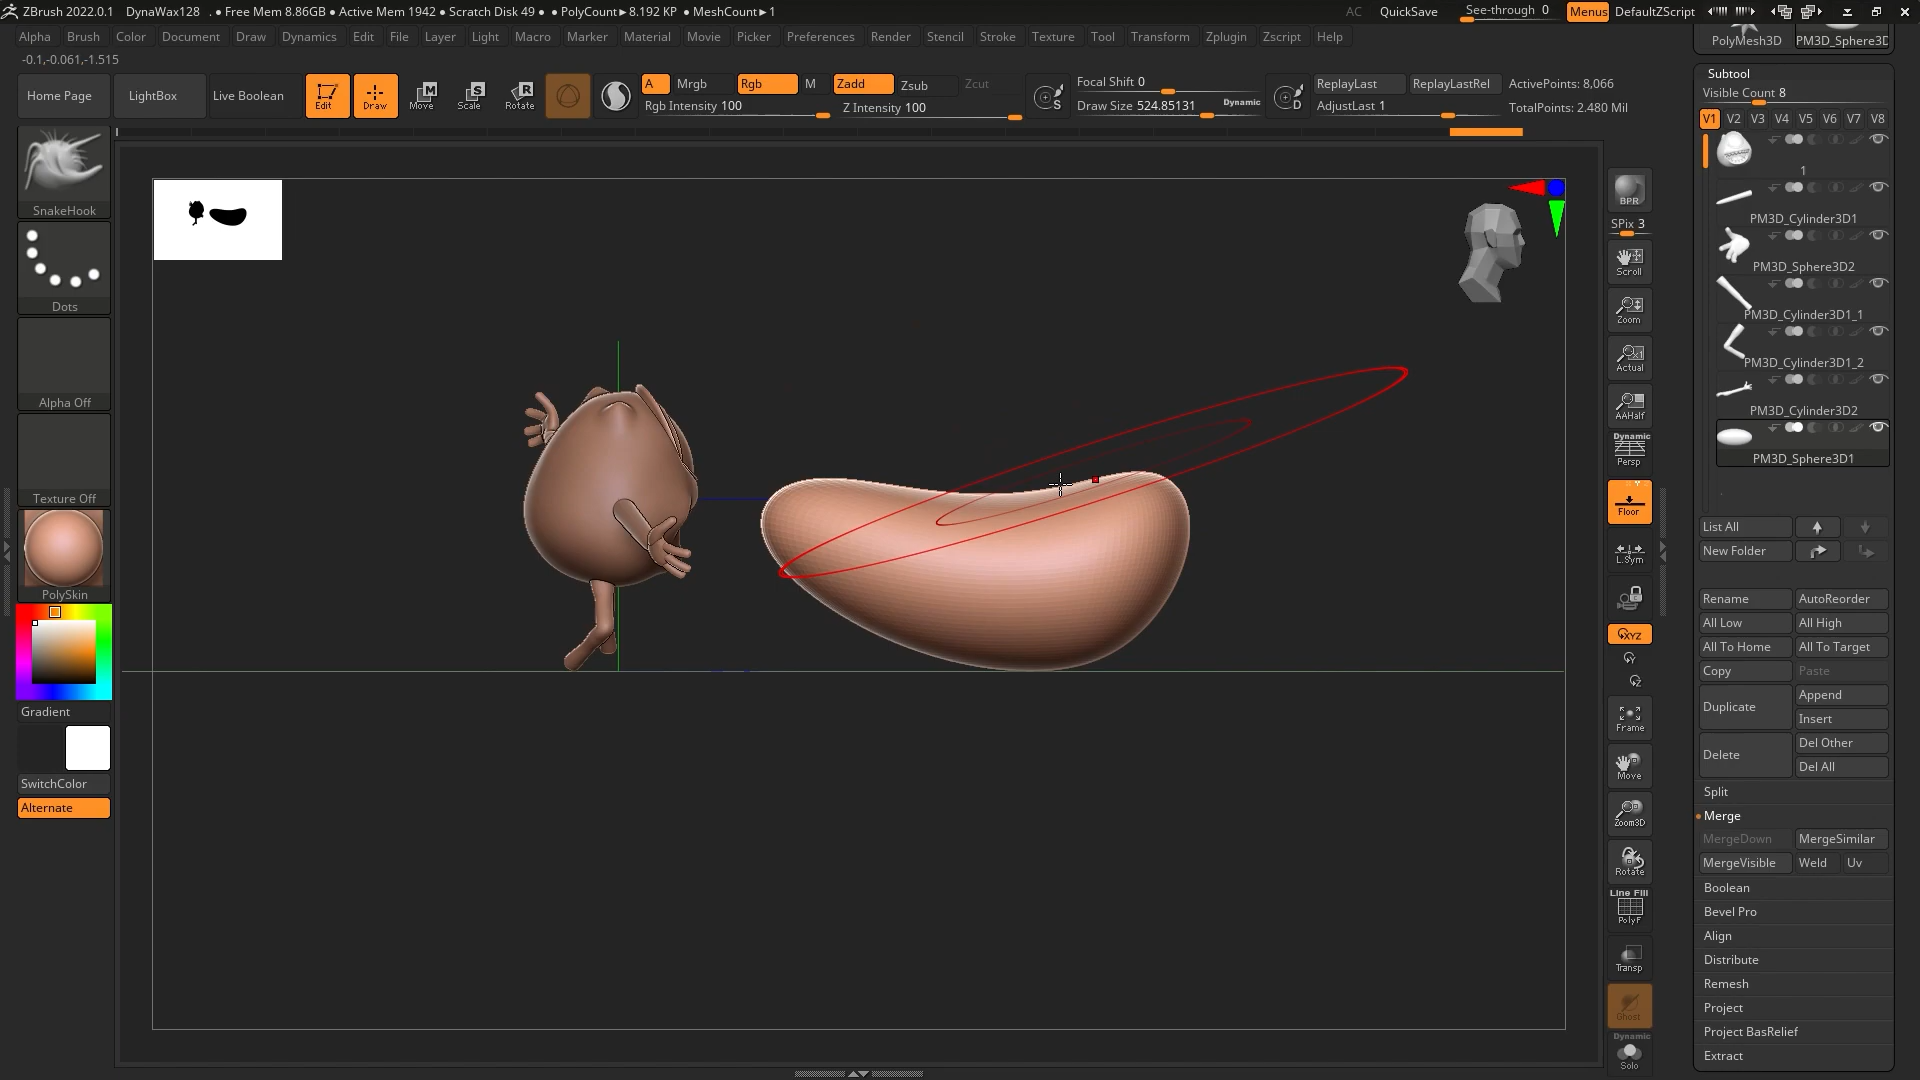 ZBrush 2022.0.1 DynaWax128 . ● Free Mem 8.86GB ● Active Mem 1942 ● Scratch Disk 49 ● ● PolyCount► 8.192 KP ● MeshCount► 1 AC QuickSave See-through 0 Menus DefaultZScript
Alpha Brush Color Document Draw Dynamics Edit File Layer Light Macro Marker Material Movie Picker Preferences Render Stencil Stroke Texture Tool Transform Zplugin Zscript Help
-0.1,-0.061,-1.515
Home Page LightBox Live Boolean Edit Draw Move Scale Rotate
A Mrgb Rgb M Zadd Zsub Zcut
Rgb Intensity 100 Z Intensity 100
Focal Shift 0
Draw Size 524.85131 Dynamic
ReplayLast ReplayLastRel ActivePoints: 8,066
AdjustLast 1 TotalPoints: 2.480 Mil
SnakeHook
Dots
Alpha Off
Texture Off
PolySkin
Gradient
SwitchColor
Alternate
BPR
SPix 3
Scroll
Zoom
Actual
AAHalf
Dynamic
Persp
Floor
L.Sym
XYZ
Y
Z
Frame
Move
Zoom3D
Rotate
Line Fill
PolyF
Transp
Ghost
Dynamic
Solo
PolyMesh3D PM3D_Sphere3D
Subtool
Visible Count 8
V1 V2 V3 V4 V5 V6 V7 V8
1
PM3D_Cylinder3D1
PM3D_Sphere3D2
PM3D_Cylinder3D1_1
PM3D_Cylinder3D1_2
PM3D_Cylinder3D2
PM3D_Sphere3D1
List All
New Folder
Rename AutoReorder
All Low All High
All To Home All To Target
Copy Paste
Duplicate Append
Insert
Delete Del Other
Del All
Split
Merge
MergeDown MergeSimilar
MergeVisible Weld Uv
Boolean
Bevel Pro
Align
Distribute
Remesh
Project
Project BasRelief
Extract